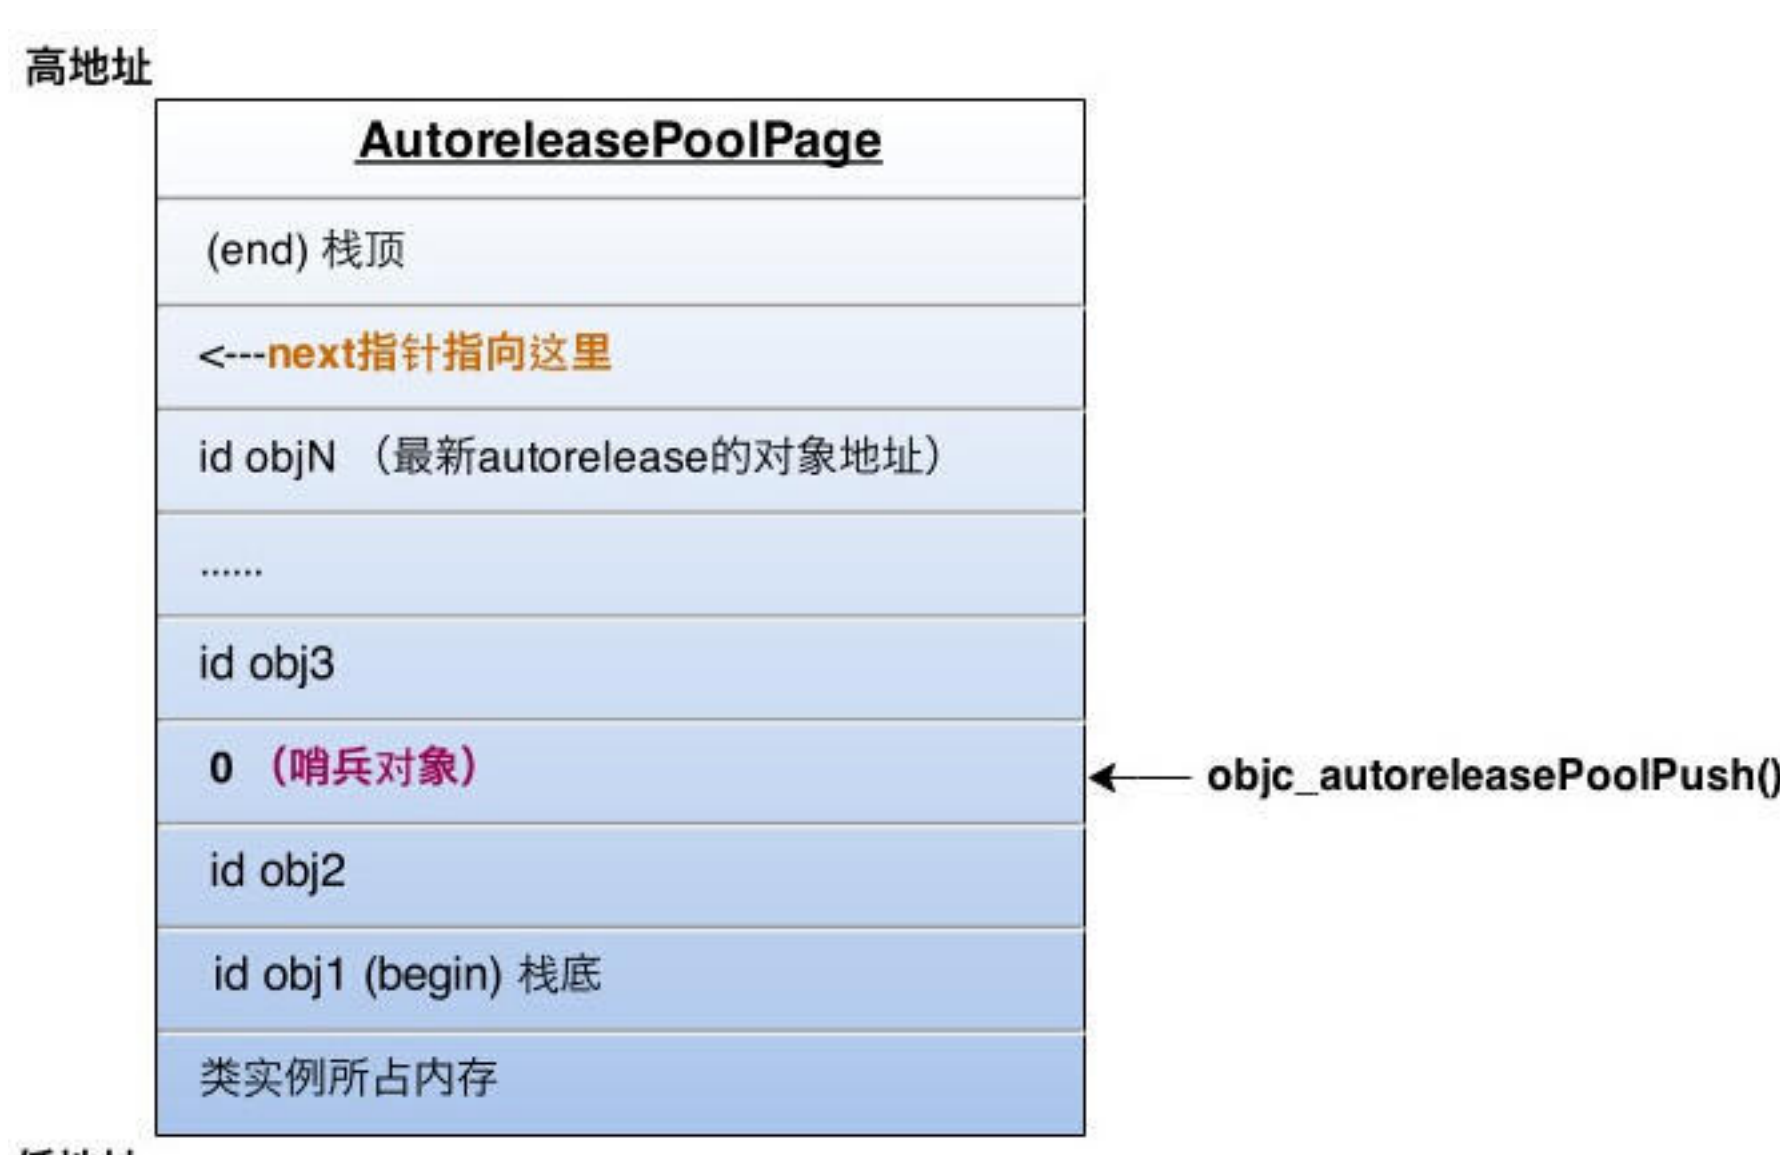 高地址
AutoreleasePoolPage
(end) 栈顶
<---next指针指向这里
id objN （最新autorelease的对象地址）
......
id obj3
0 （哨兵对象）
objc_autoreleasePoolPush()
id obj2
id obj1 (begin) 栈底
类实例所占内存